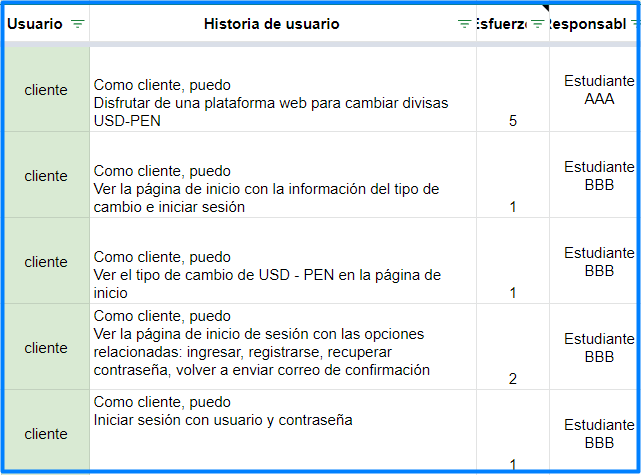 Usuario Historia de usuario Esfuerzo Responsabl
cliente
Como cliente, puedo
Disfrutar de una plataforma web para cambiar divisas
USD-PEN
5
Estudiante
AAA
cliente
Como cliente, puedo
Ver la página de inicio con la información del tipo de
cambio e iniciar sesión
1
Estudiante
BBB
cliente
Como cliente, puedo
Ver el tipo de cambio de USD - PEN en la página de
inicio
1
Estudiante
BBB
cliente
Como cliente, puedo
Ver la página de inicio de sesión con las opciones
relacionadas: ingresar, registrarse, recuperar
contraseña, volver a enviar correo de confirmación
2
Estudiante
BBB
cliente
Como cliente, puedo
Iniciar sesión con usuario y contraseña
1
Estudiante
BBB